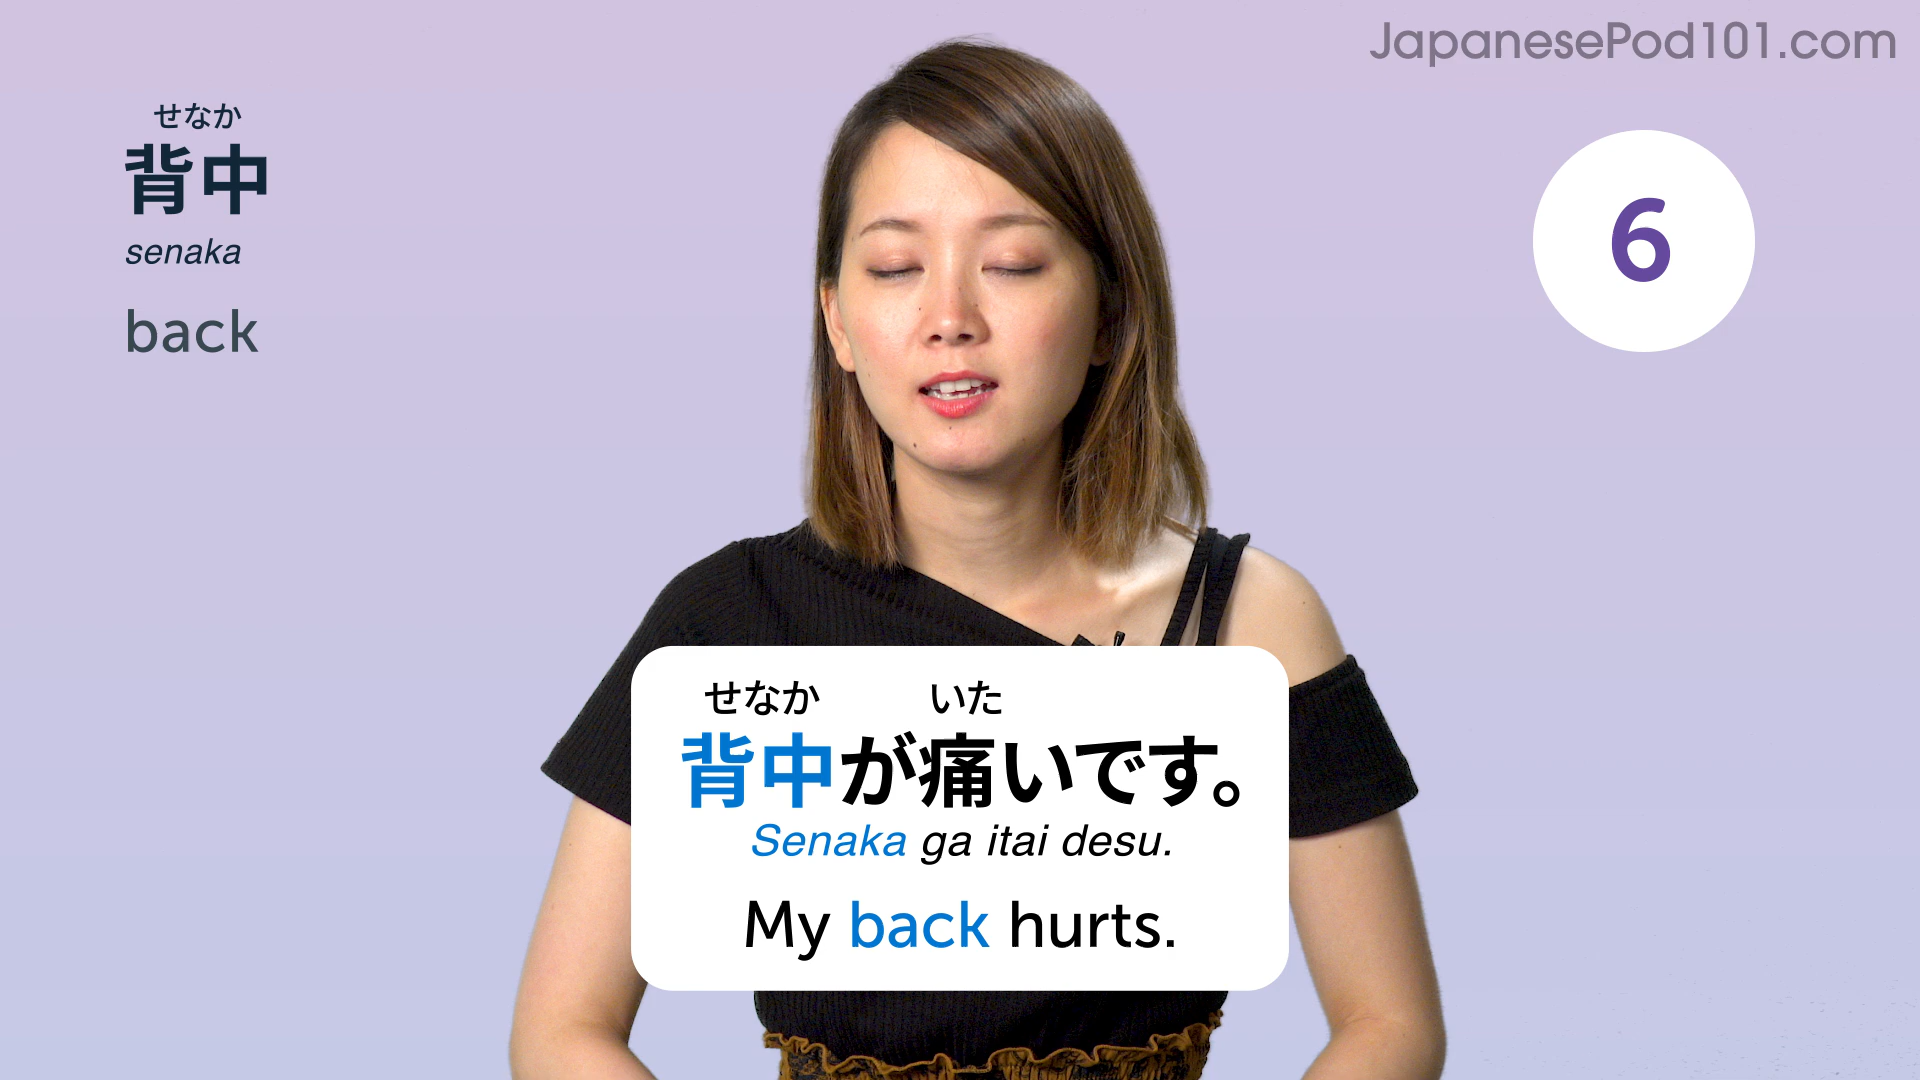 JapanesePod101.com
せなか
背中
senaka
back
6
せなか いた
背中が痛いです。
Senaka ga itai desu.
My back hurts.